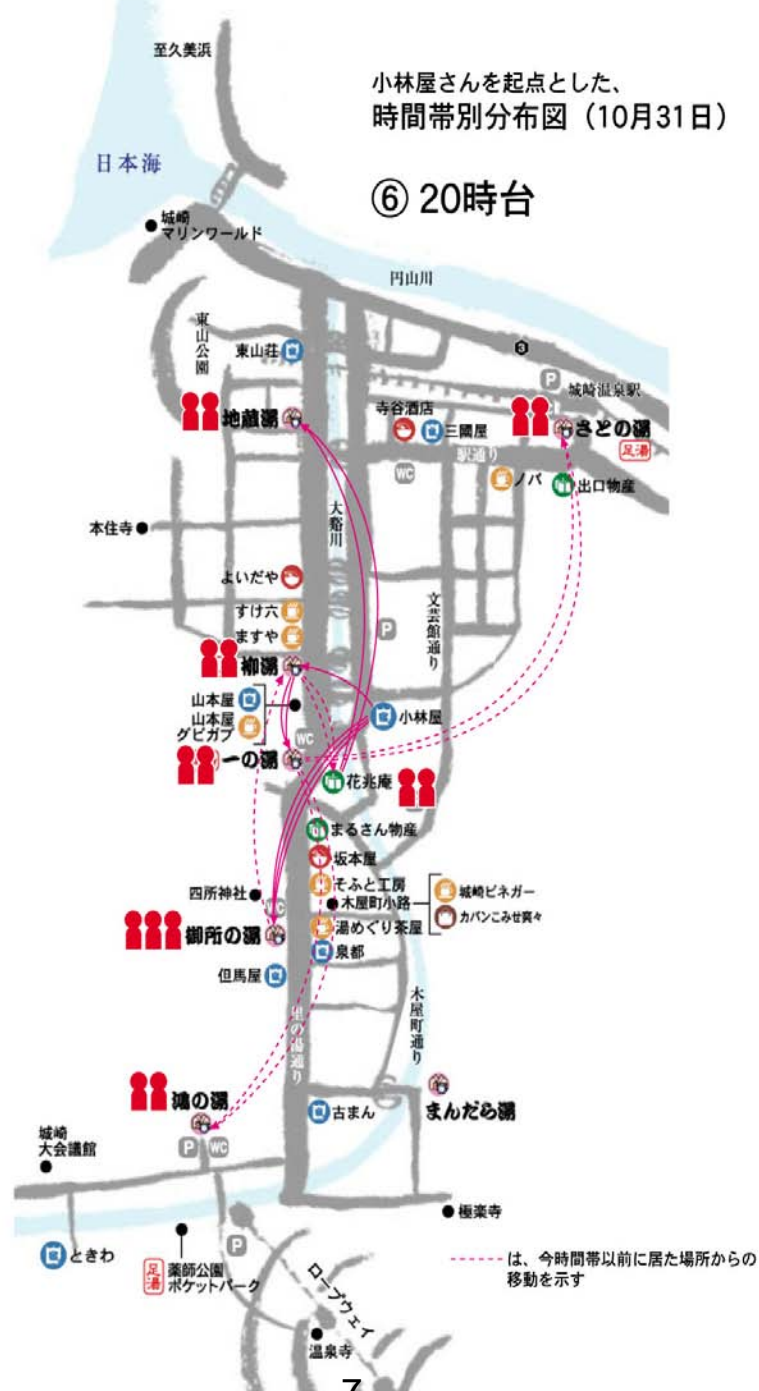 至久美浜
小林屋さんを起点とした、
時間帯別分布図（10月31日）
日本海
⑥ 20時台
城崎
マリンワールド
円山川
東山公園
東山荘
3
P
城崎温泉駅
寺谷酒店
地蔵湯
三國屋
さとの湯
足湯
駅通り
WC
ノバ
出口物産
大谿川
本住寺
よいだや
すけ六
ますや
文芸館通り
P
柳湯
山本屋
山本屋
グビガブ
小林屋
WC
一の湯
花兆庵
まるさん物産
坂本屋
そふと工房
四所神社
木屋町小路
城崎ビネガー
カバンこみせ爽々
WC
御所の湯
湯めぐり茶屋
泉都
但馬屋
木屋町通り
里の湯通り
鴻の湯
まんだら湯
古まん
城崎
大会議館
P
WC
極楽寺
ときわ
足湯
薬師公園
ポケットパーク
P
ロープウェイ
は、今時間帯以前に居た場所からの
移動を示す
温泉寺
7